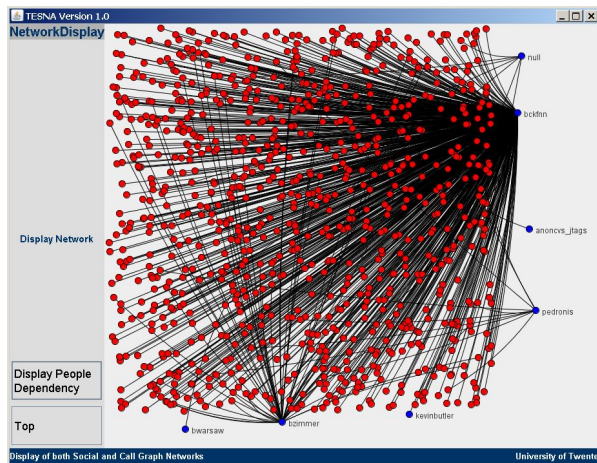 TESNA Version 1.0
NetworkDisplay
null
bckfnn
anoncvs_jtags
Display Network
pedronis
Display People
Dependency
kevinbutler
bzimmer
Top
bwarsaw
Display of both Social and Call Graph Networks
University of Twente